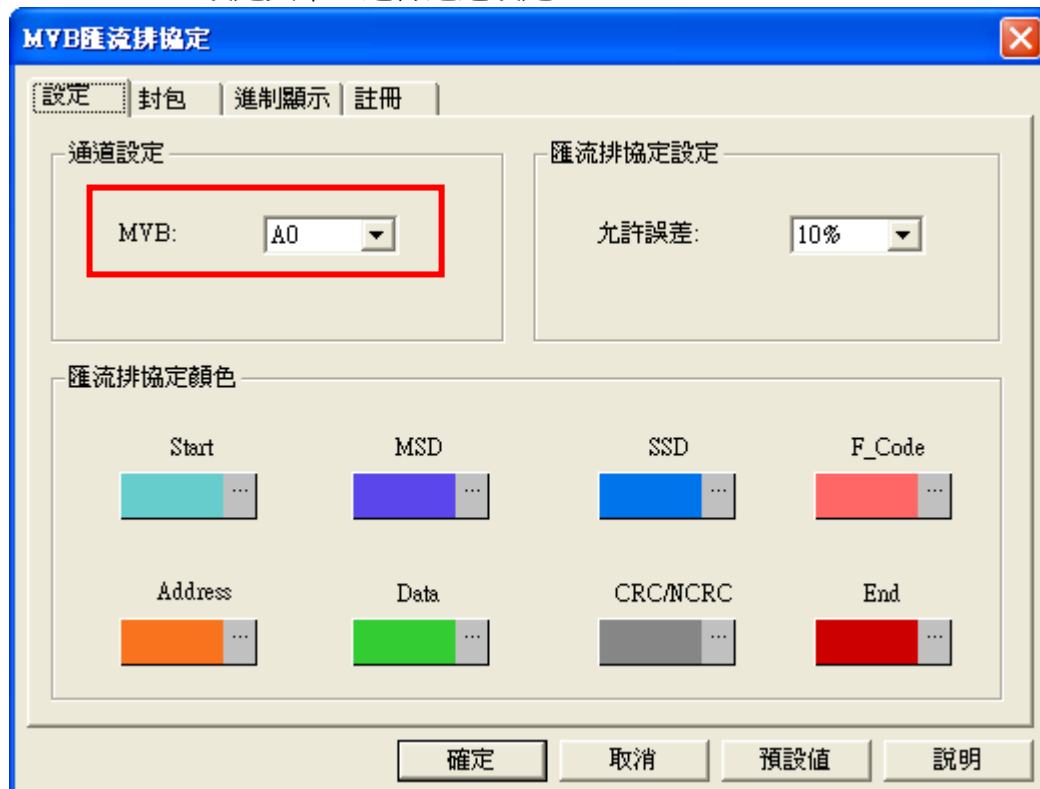 MVB匯流排協定
設定 封包 進制顯示 註冊
通道設定
MVB: A0
匯流排協定設定
允許誤差: 10%
匯流排協定顏色
Start MSD SSD F_Code
... ... ... ...
Address Data CRC/NCRC End
... ... ... ...
確定 取消 預設值 說明